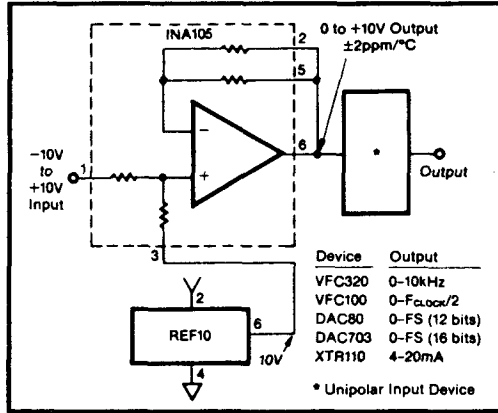 INA105
2
5
0 to +10V Output
±2ppm/°C
−10V
to
+10V
Input
1
−
+
6
*
Output
3
2
REF10
6
10V
4
Device Output
VFC320 0–10kHz
VFC100 0–FCLOCK/2
DAC80 0–FS (12 bits)
DAC703 0–FS (16 bits)
XTR110 4–20mA
* Unipolar Input Device